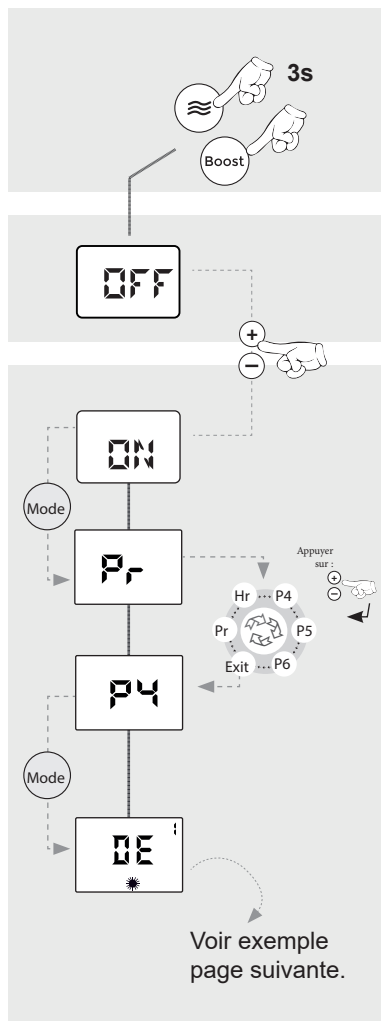 3s
Boost
OFF
+
−
ON
Mode
Pr
Appuyer
sur :
+
−
Hr P4
Pr P5
Exit P6
P4
Mode
DE 1
Voir exemple
page suivante.